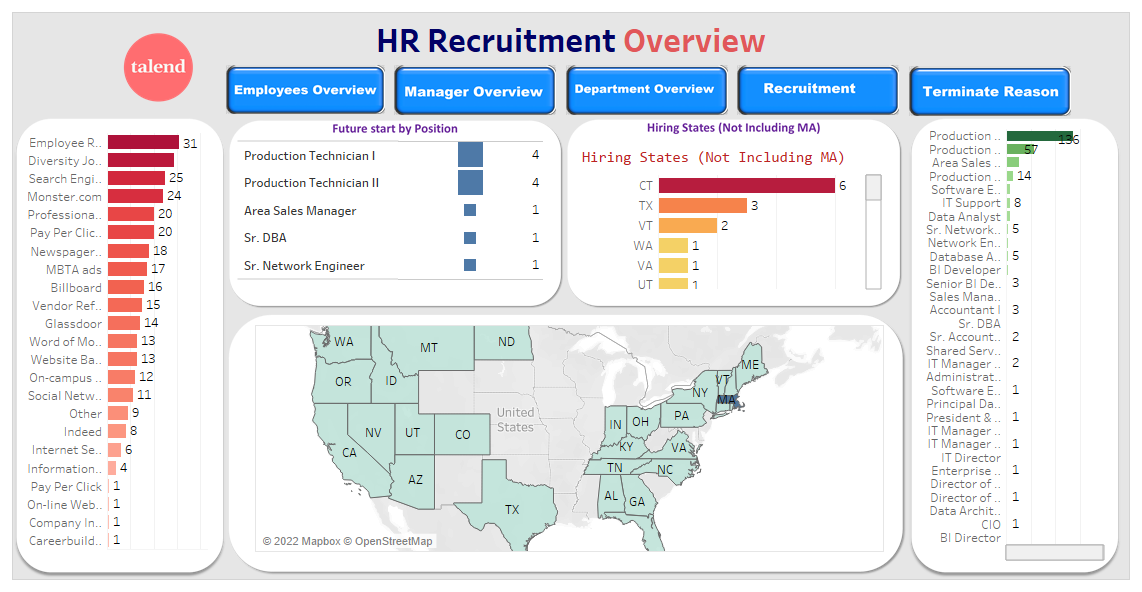 HR Recruitment Overview
talend
Employees Overview
Manager Overview
Department Overview
Recruitment
Terminate Reason
Employee R.. 31
Diversity Jo..
Search Engi.. 25
Monster.com 24
Professiona.. 20
Pay Per Clic.. 20
Newspager.. 18
MBTA ads 17
Billboard 16
Vendor Ref.. 15
Glassdoor 14
Word of Mo.. 13
Website Ba.. 13
On-campus .. 12
Social Netw.. 11
Other 9
Indeed 8
Internet Se.. 6
Information.. 4
Pay Per Click 1
On-line Web.. 1
Company In.. 1
Careerbuild.. 1
Future start by Position
Production Technician I 4
Production Technician II 4
Area Sales Manager 1
Sr. DBA 1
Sr. Network Engineer 1
Hiring States (Not Including MA)
Hiring States (Not Including MA)
CT 6
TX 3
VT 2
WA 1
VA 1
UT 1
WA
MT
ND
OR
ID
NV
UT
CO
CA
AZ
TX
United
States
ME
VT
NY
MA
PA
IN
OH
KY
VA
TN
NC
AL
GA
© 2022 Mapbox © OpenStreetMap
Production .. 136
Production .. 57
Area Sales ..
Production .. 14
Software E..
IT Support 8
Data Analyst
Sr. Network.. 5
Network En..
Database A.. 5
BI Developer
Senior BI De.. 3
Sales Mana..
Accountant I 3
Sr. DBA
Sr. Account.. 2
Shared Serv..
IT Manager .. 2
Administrat..
Software E.. 1
Principal Da..
President & .. 1
IT Manager ..
IT Manager .. 1
IT Director
Enterprise .. 1
Director of ..
Director of .. 1
Data Archit..
CIO 1
BI Director